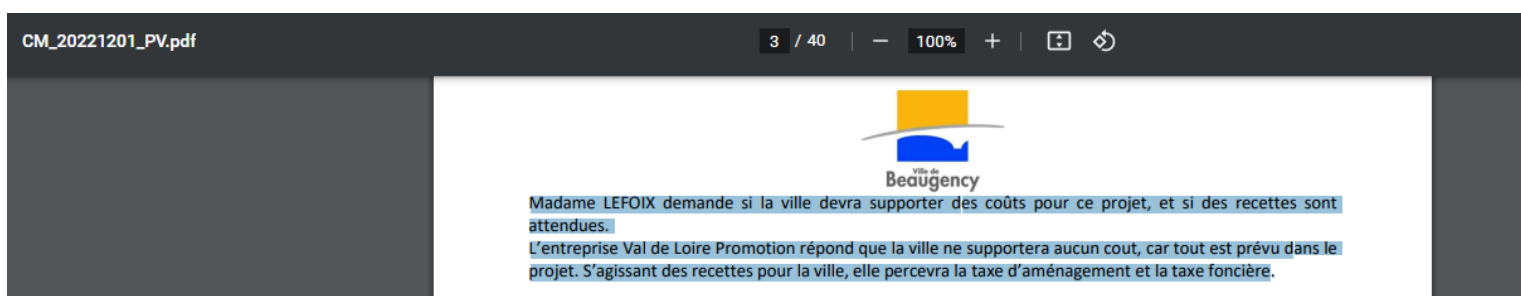 CM_20221201_PV.pdf 3 / 40 100%
Ville de
Beaugency
Madame LEFOIX demande si la ville devra supporter des coûts pour ce projet, et si des recettes sont
attendues.
L’entreprise Val de Loire Promotion répond que la ville ne supportera aucun cout, car tout est prévu dans le
projet. S’agissant des recettes pour la ville, elle percevra la taxe d’aménagement et la taxe foncière.